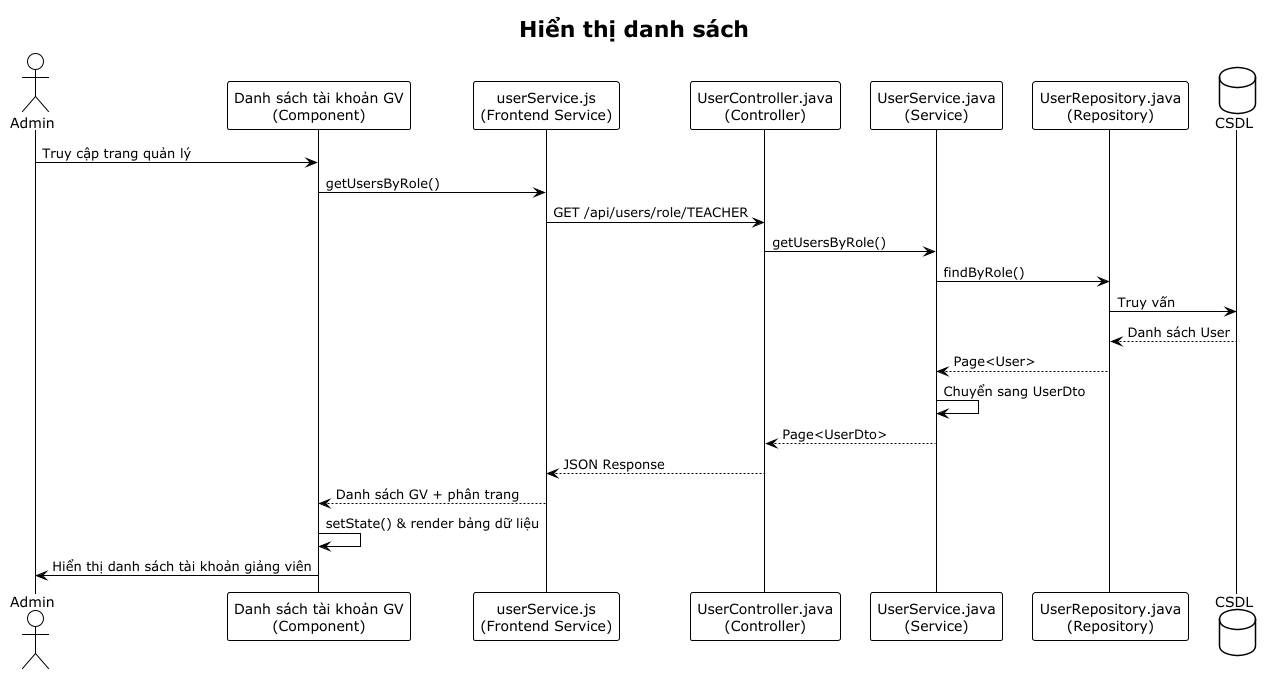 Hiển thị danh sách
Admin
Danh sách tài khoản GV
(Component)
userService.js
(Frontend Service)
UserController.java
(Controller)
UserService.java
(Service)
UserRepository.java
(Repository)
CSDL
Truy cập trang quản lý
getUsersByRole()
GET /api/users/role/TEACHER
getUsersByRole()
findByRole()
Truy vấn
Danh sách User
Page<User>
Chuyển sang UserDto
Page<UserDto>
JSON Response
Danh sách GV + phân trang
setState() & render bảng dữ liệu
Hiển thị danh sách tài khoản giảng viên
Admin
Danh sách tài khoản GV
(Component)
userService.js
(Frontend Service)
UserController.java
(Controller)
UserService.java
(Service)
UserRepository.java
(Repository)
CSDL